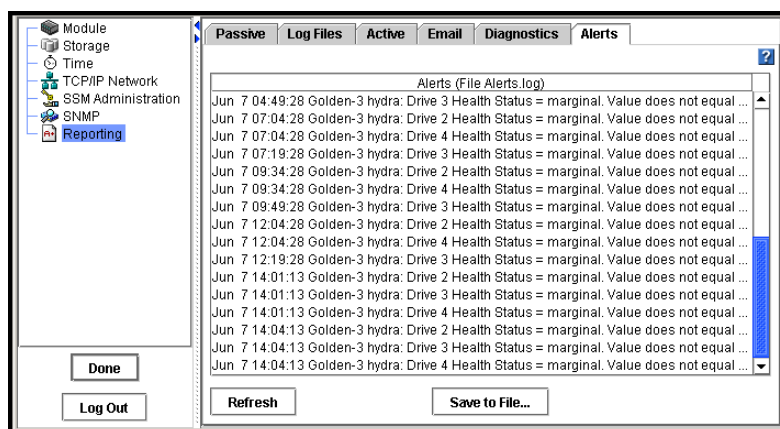 Module
Storage
Time
TCP/IP Network
SSM Administration
SNMP
Reporting
Done
Log Out
Passive
Log Files
Active
Email
Diagnostics
Alerts
?
Alerts (File Alerts.log)
Jun 7 04:49:28 Golden-3 hydra: Drive 3 Health Status = marginal. Value does not equal ...
Jun 7 07:04:28 Golden-3 hydra: Drive 2 Health Status = marginal. Value does not equal ...
Jun 7 07:04:28 Golden-3 hydra: Drive 4 Health Status = marginal. Value does not equal ...
Jun 7 07:19:28 Golden-3 hydra: Drive 3 Health Status = marginal. Value does not equal ...
Jun 7 09:34:28 Golden-3 hydra: Drive 2 Health Status = marginal. Value does not equal ...
Jun 7 09:34:28 Golden-3 hydra: Drive 4 Health Status = marginal. Value does not equal ...
Jun 7 09:49:28 Golden-3 hydra: Drive 3 Health Status = marginal. Value does not equal ...
Jun 7 12:04:28 Golden-3 hydra: Drive 2 Health Status = marginal. Value does not equal ...
Jun 7 12:04:28 Golden-3 hydra: Drive 4 Health Status = marginal. Value does not equal ...
Jun 7 12:19:28 Golden-3 hydra: Drive 3 Health Status = marginal. Value does not equal ...
Jun 7 14:01:13 Golden-3 hydra: Drive 2 Health Status = marginal. Value does not equal ...
Jun 7 14:01:13 Golden-3 hydra: Drive 3 Health Status = marginal. Value does not equal ...
Jun 7 14:01:13 Golden-3 hydra: Drive 4 Health Status = marginal. Value does not equal ...
Jun 7 14:04:13 Golden-3 hydra: Drive 2 Health Status = marginal. Value does not equal ...
Jun 7 14:04:13 Golden-3 hydra: Drive 3 Health Status = marginal. Value does not equal ...
Jun 7 14:04:13 Golden-3 hydra: Drive 4 Health Status = marginal. Value does not equal ...
Refresh
Save to File...